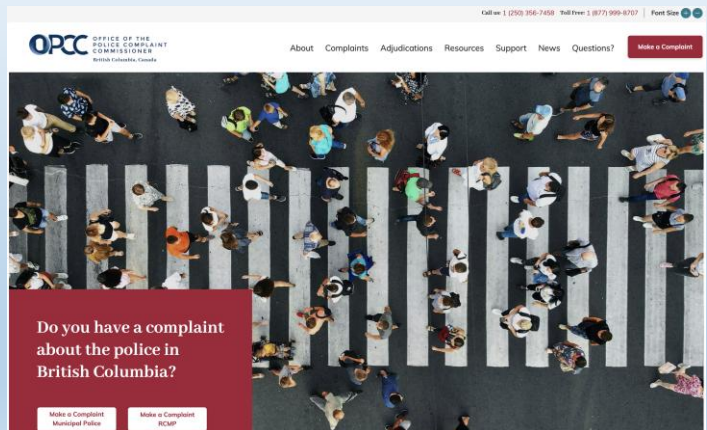 Call us: 1 (250) 356-7458 Toll Free: 1 (877) 999-8707 Font Size + -
OPCC
OFFICE OF THE
POLICE COMPLAINT
COMMISSIONER
British Columbia, Canada
About Complaints Adjudications Resources Support News Questions? Make a Complaint
Do you have a complaint
about the police in
British Columbia?
Make a Complaint
Municipal Police
Make a Complaint
RCMP